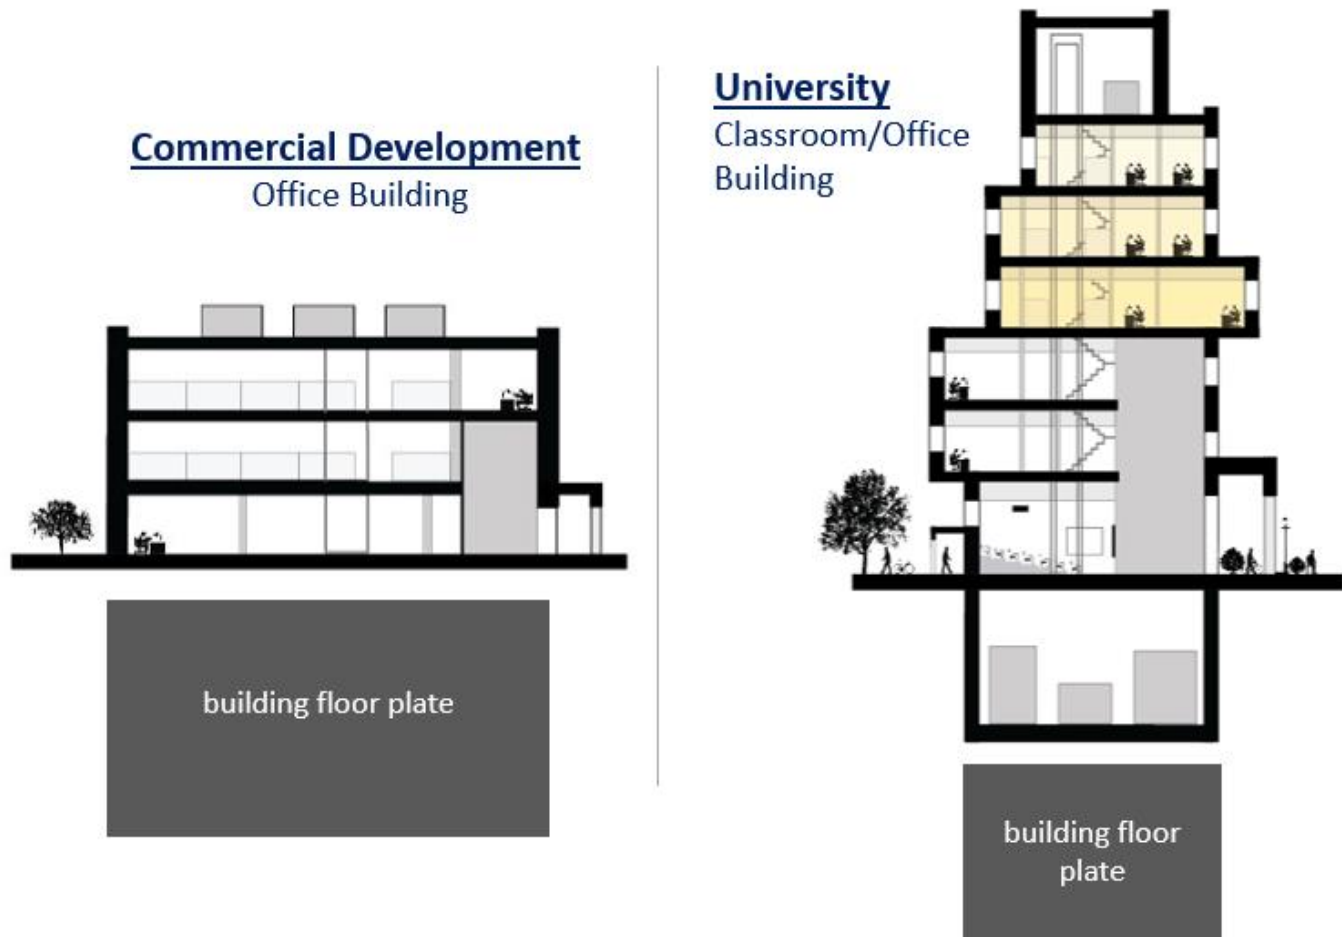 Commercial Development
Office Building
University
Classroom/Office
Building
building floor plate
building floor
plate